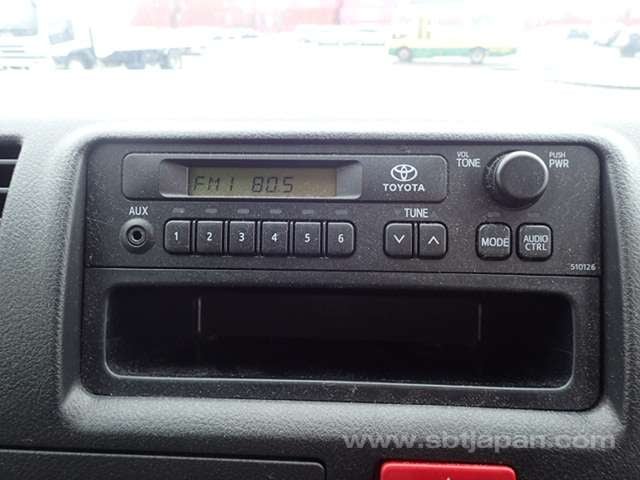 FM1 80.5
TOYOTA
VOL
TONE
PUSH
PWR
AUX
1 2 3 4 5 6
TUNE
MODE
AUDIO
CTRL
510126
www.sbtjapan.com